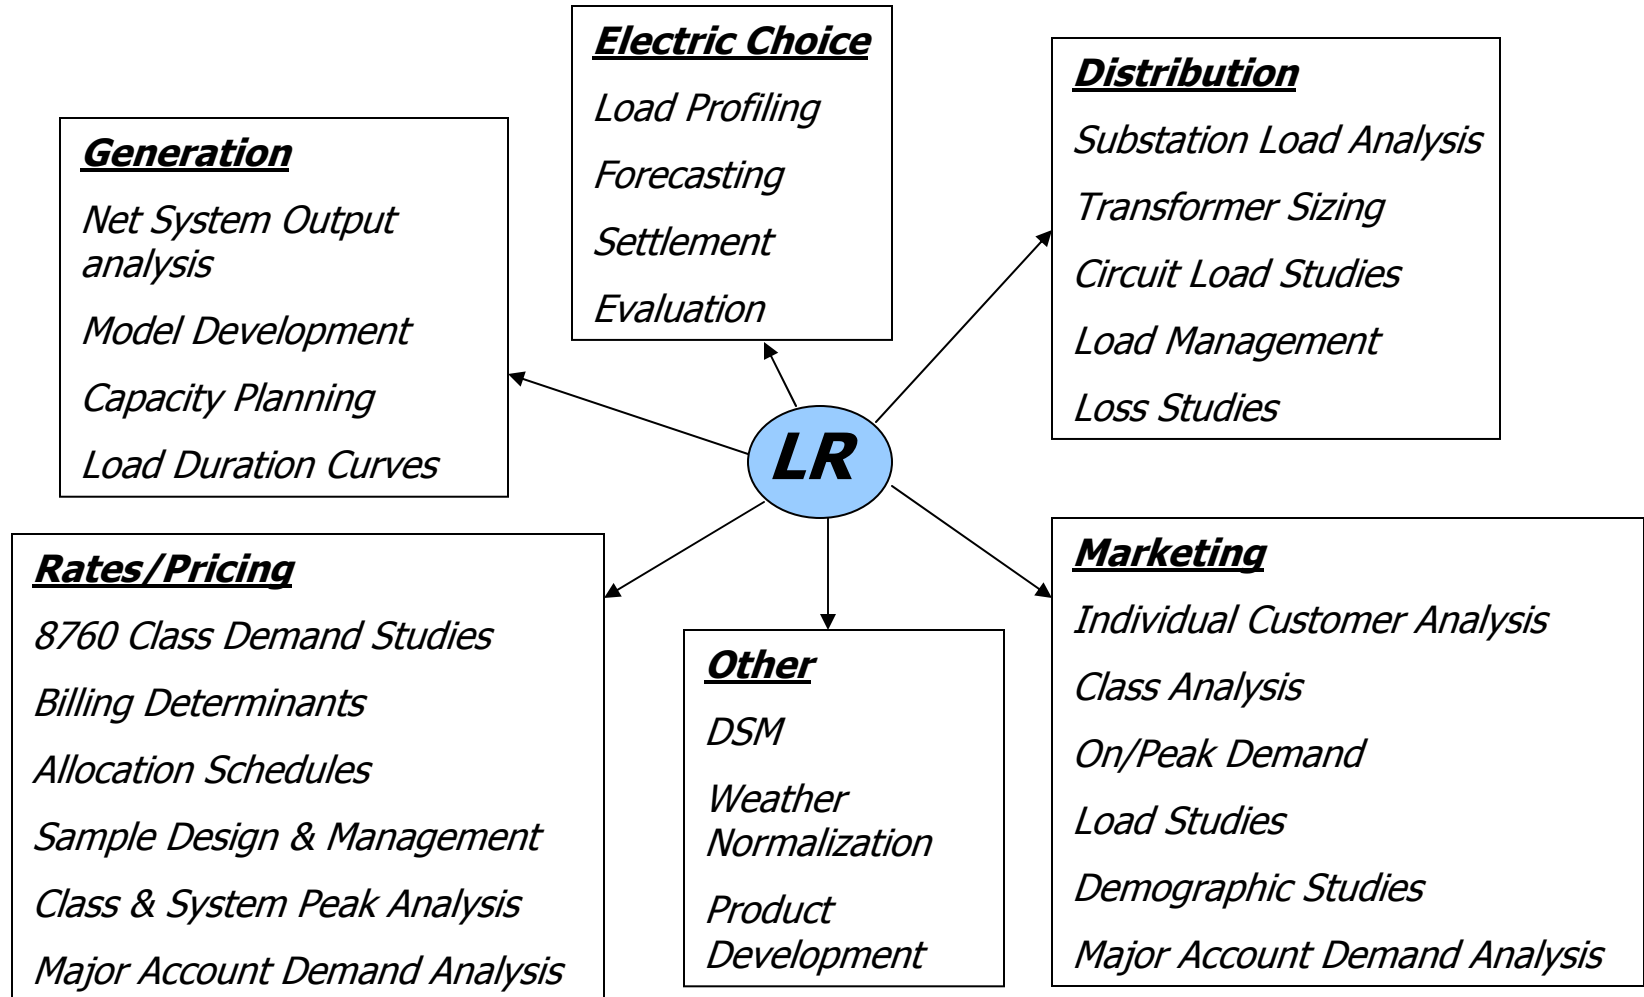 Electric Choice
Load Profiling
Forecasting
Settlement
Evaluation
Distribution
Substation Load Analysis
Transformer Sizing
Circuit Load Studies
Load Management
Loss Studies
Generation
Net System Output
analysis
Model Development
Capacity Planning
Load Duration Curves
LR
Rates/Pricing
8760 Class Demand Studies
Billing Determinants
Allocation Schedules
Sample Design & Management
Class & System Peak Analysis
Major Account Demand Analysis
Other
DSM
Weather
Normalization
Product
Development
Marketing
Individual Customer Analysis
Class Analysis
On/Peak Demand
Load Studies
Demographic Studies
Major Account Demand Analysis